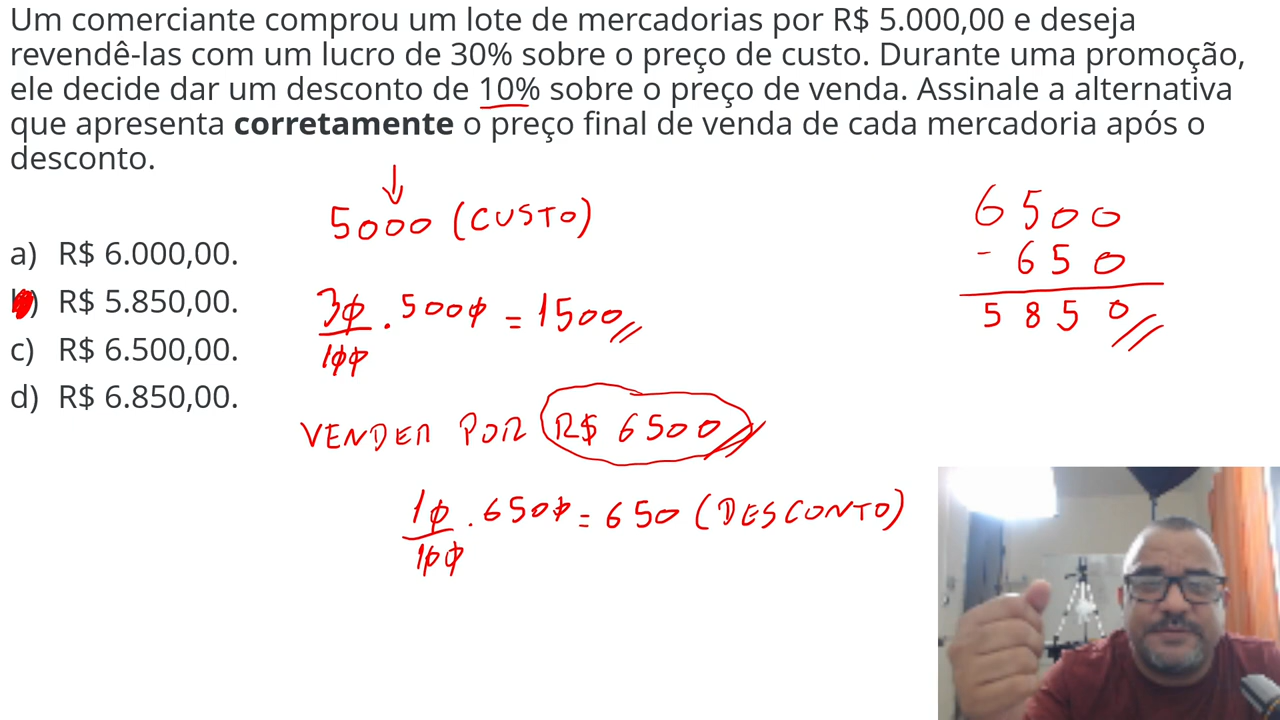 Um comerciante comprou um lote de mercadorias por R$ 5.000,00 e deseja
revendê-las com um lucro de 30% sobre o preço de custo. Durante uma promoção,
ele decide dar um desconto de 10% sobre o preço de venda. Assinale a alternativa
que apresenta corretamente o preço final de venda de cada mercadoria após o
desconto.
5000 (CUSTO)
a) R$ 6.000,00.
b) R$ 5.850,00.
c) R$ 6.500,00.
d) R$ 6.850,00.
30/100 . 5000 = 1500
VENDER POR R$ 6500
10/100 . 6500 = 650 (DESCONTO)
6500
- 650
5850